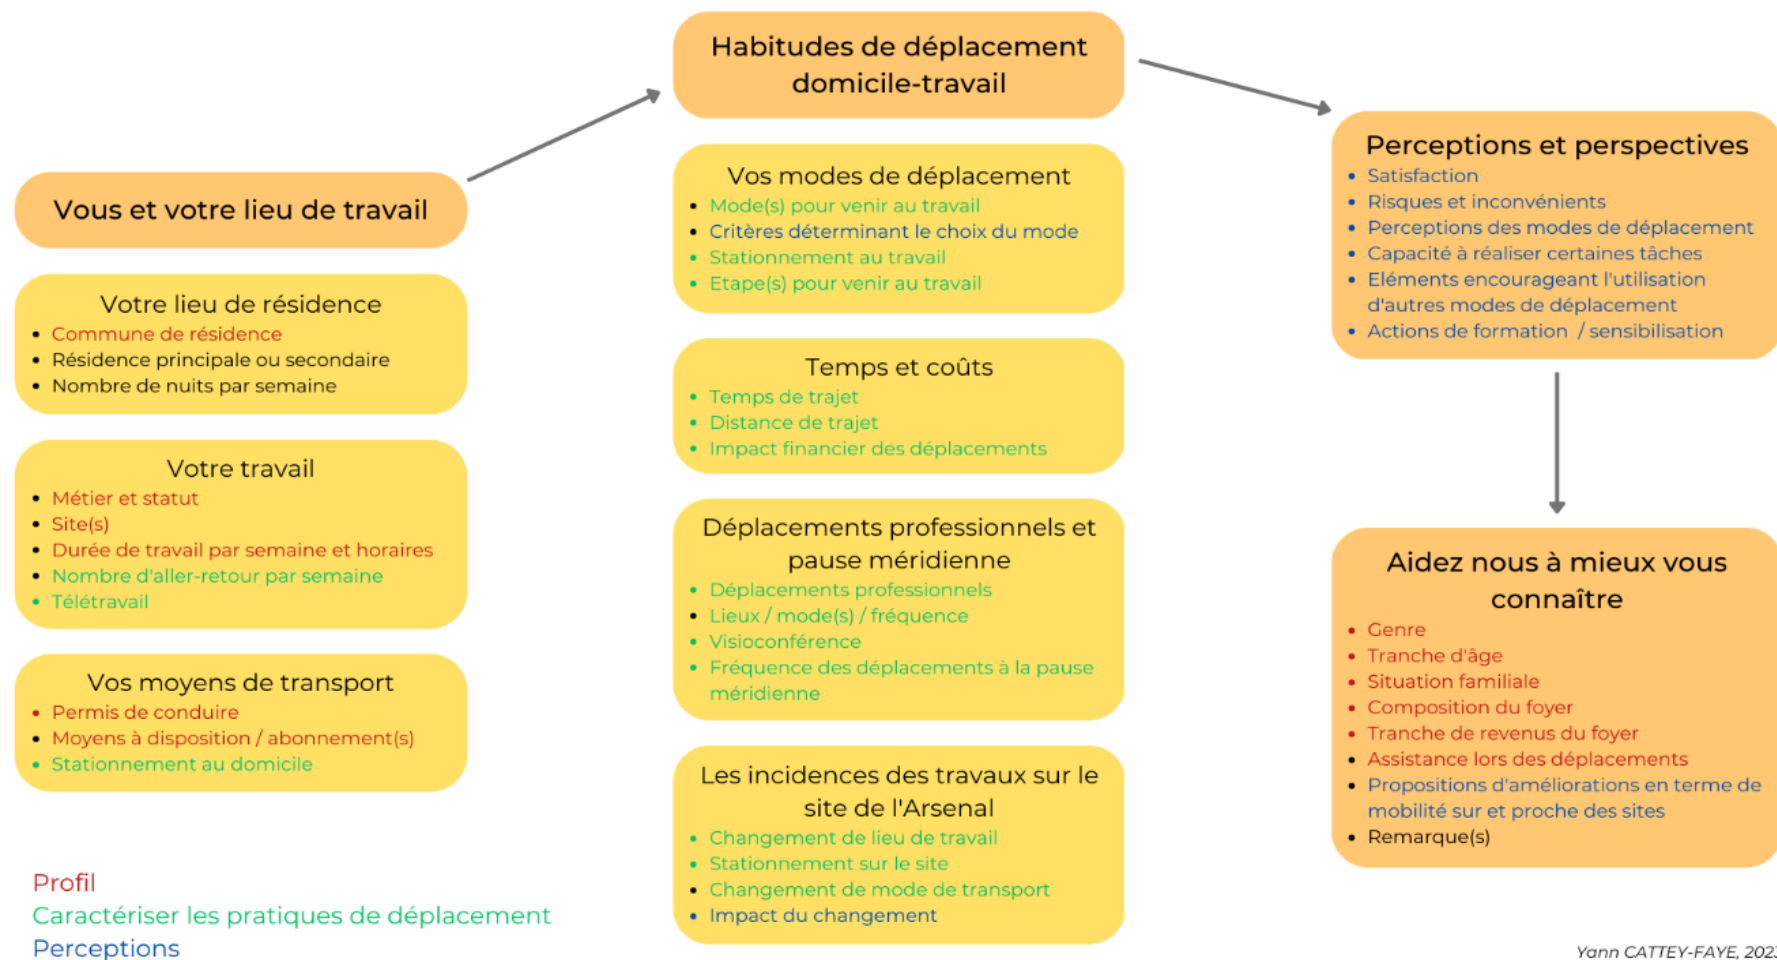 Vous et votre lieu de travail
Votre lieu de résidence
• Commune de résidence
• Résidence principale ou secondaire
• Nombre de nuits par semaine
Votre travail
• Métier et statut
• Site(s)
• Durée de travail par semaine et horaires
• Nombre d'aller-retour par semaine
• Télétravail
Vos moyens de transport
• Permis de conduire
• Moyens à disposition / abonnement(s)
• Stationnement au domicile
Habitudes de déplacement
domicile-travail
Vos modes de déplacement
• Mode(s) pour venir au travail
• Critères déterminant le choix du mode
• Stationnement au travail
• Etape(s) pour venir au travail
Temps et coûts
• Temps de trajet
• Distance de trajet
• Impact financier des déplacements
Déplacements professionnels et
pause méridienne
• Déplacements professionnels
• Lieux / mode(s) / fréquence
• Visioconférence
• Fréquence des déplacements à la pause
méridienne
Les incidences des travaux sur le
site de l'Arsenal
• Changement de lieu de travail
• Stationnement sur le site
• Changement de mode de transport
• Impact du changement
Perceptions et perspectives
• Satisfaction
• Risques et inconvénients
• Perceptions des modes de déplacement
• Capacité à réaliser certaines tâches
• Eléments encourageant l'utilisation
d'autres modes de déplacement
• Actions de formation / sensibilisation
Aidez nous à mieux vous
connaître
• Genre
• Tranche d'âge
• Situation familiale
• Composition du foyer
• Tranche de revenus du foyer
• Assistance lors des déplacements
• Propositions d'améliorations en terme de
mobilité sur et proche des sites
• Remarque(s)
Profil
Caractériser les pratiques de déplacement
Perceptions
Yann CATTEY-FAYE, 2023